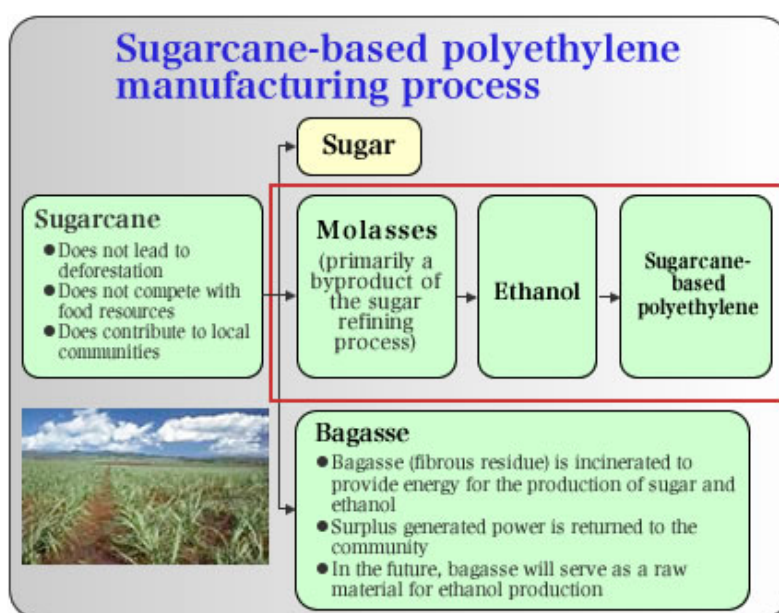 Sugarcane-based polyethylene
manufacturing process
Sugar
Sugarcane
●Does not lead to
deforestation
●Does not compete with
food resources
●Does contribute to local
communities
Molasses
(primarily a
byproduct of
the sugar
refining
process)
Ethanol
Sugarcane-
based
polyethylene
Bagasse
●Bagasse (fibrous residue) is incinerated to
provide energy for the production of sugar and
ethanol
●Surplus generated power is returned to the
community
●In the future, bagasse will serve as a raw
material for ethanol production